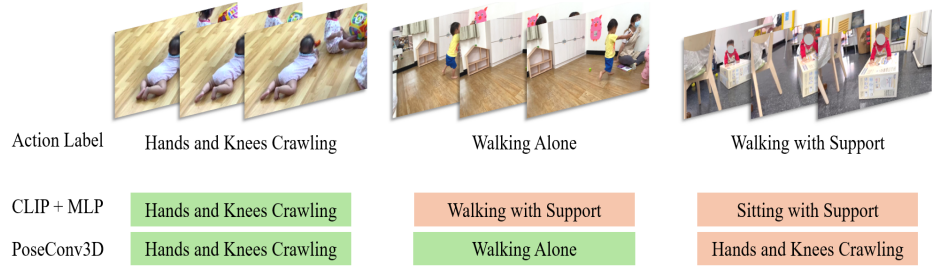 Action Label
Hands and Knees Crawling
Walking Alone
Walking with Support
CLIP + MLP
Hands and Knees Crawling
Walking with Support
Sitting with Support
PoseConv3D
Hands and Knees Crawling
Walking Alone
Hands and Knees Crawling